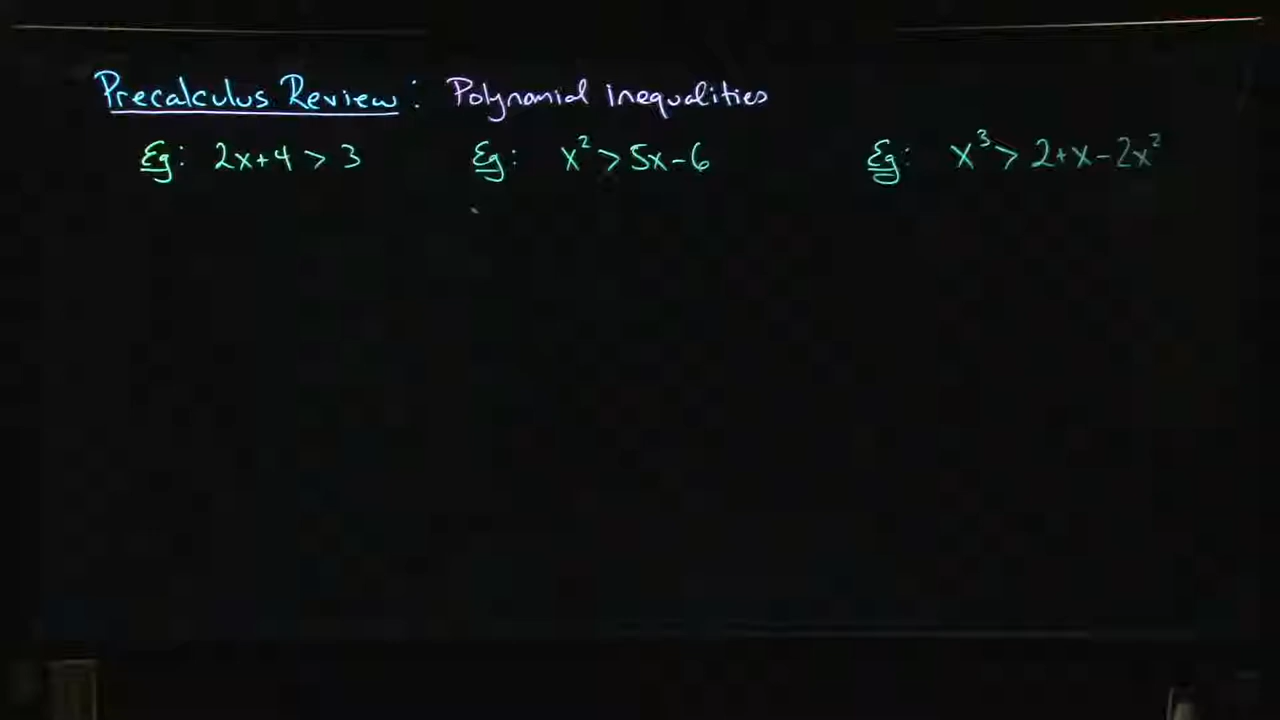 Precalculus Review: Polynomial inequalities
Eg: 2x+4 > 3 Eg: x² > 5x-6 Eg: x³ > 2+x-2x²